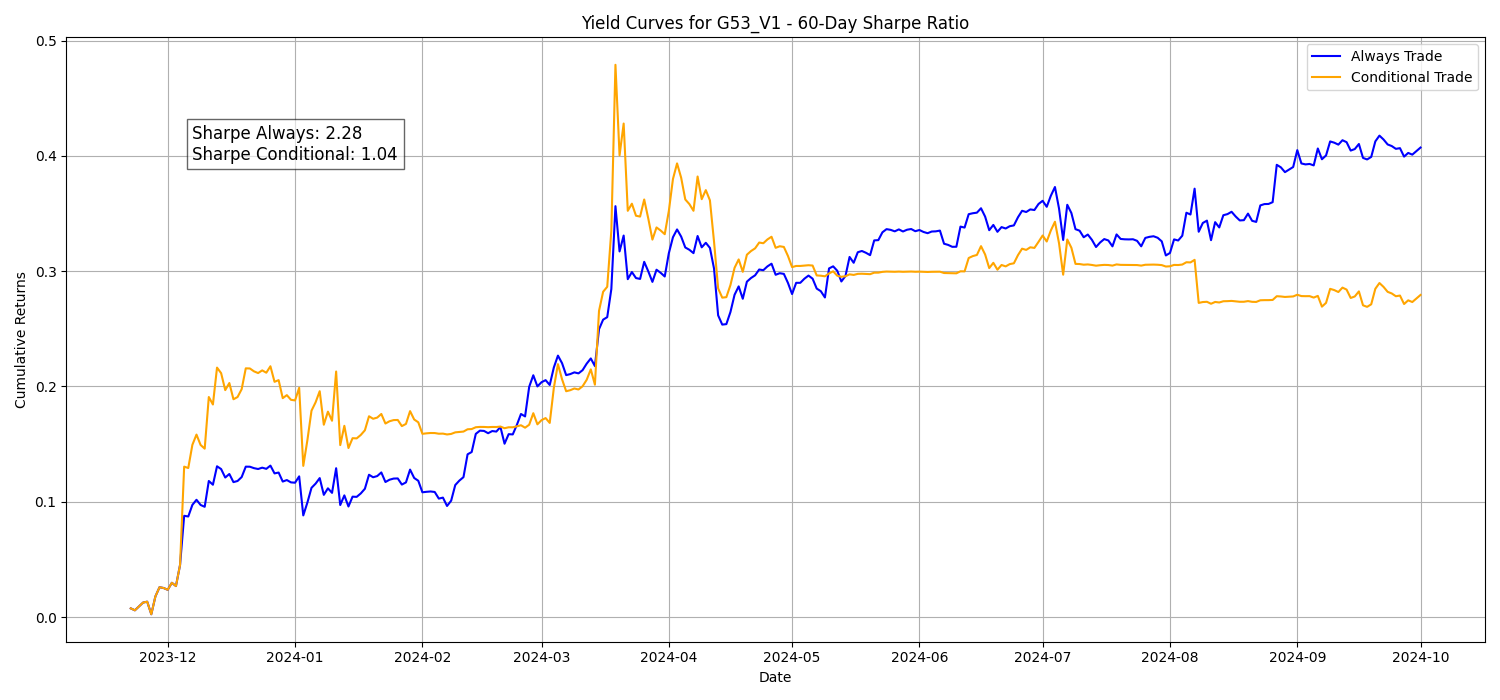 Yield Curves for G53_V1 - 60-Day Sharpe Ratio
Always Trade
Conditional Trade
Sharpe Always: 2.28
Sharpe Conditional: 1.04
Cumulative Returns
0.5
0.4
0.3
0.2
0.1
0.0
2023-12
2024-01
2024-02
2024-03
2024-04
2024-05
2024-06
2024-07
2024-08
2024-09
2024-10
Date